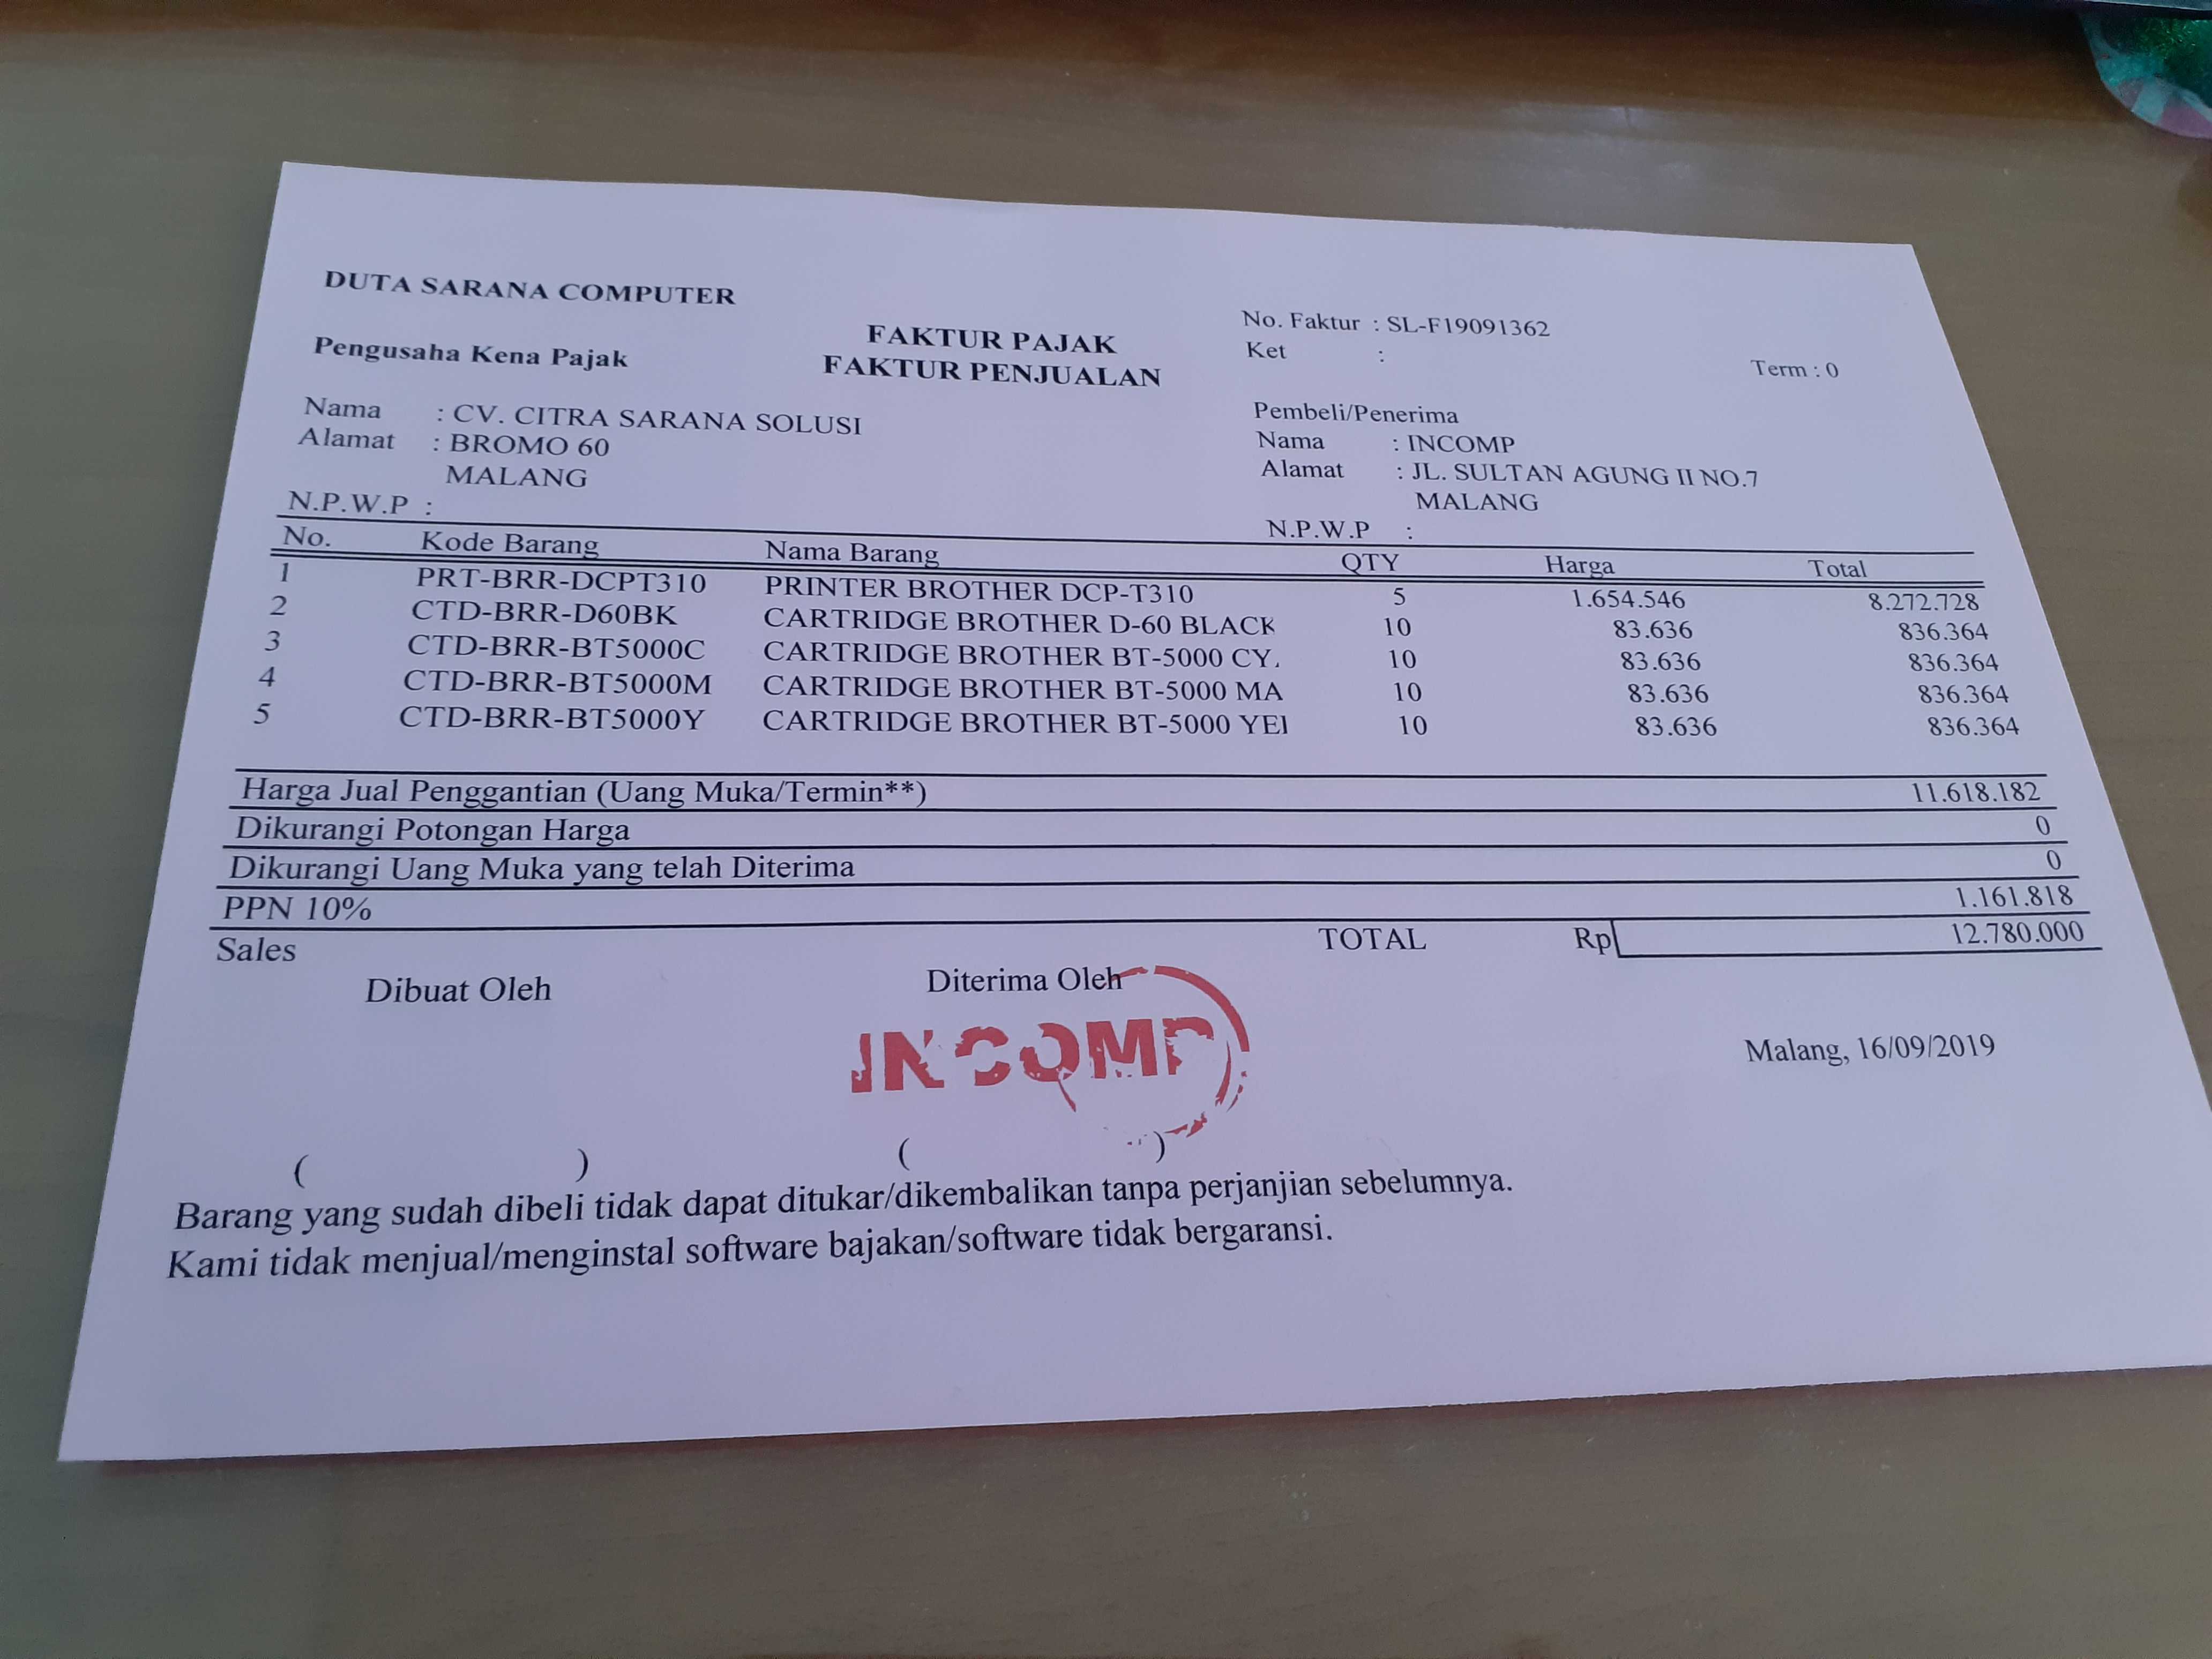 DUTA SARANA COMPUTER
FAKTUR PAJAK
FAKTUR PENJUALAN
No. Faktur : SL-F19091362
Ket :
Term : 0
Pengusaha Kena Pajak
Nama : CV. CITRA SARANA SOLUSI
Alamat : BROMO 60
MALANG
N.P.W.P :
Pembeli/Penerima
Nama : INCOMP
Alamat : JL. SULTAN AGUNG II NO.7
MALANG
N.P.W.P :
No. Kode Barang Nama Barang QTY Harga Total
1 PRT-BRR-DCPT310 PRINTER BROTHER DCP-T310 5 1.654.546 8.272.728
2 CTD-BRR-D60BK CARTRIDGE BROTHER D-60 BLACK 10 83.636 836.364
3 CTD-BRR-BT5000C CARTRIDGE BROTHER BT-5000 CY 10 83.636 836.364
4 CTD-BRR-BT5000M CARTRIDGE BROTHER BT-5000 MA 10 83.636 836.364
5 CTD-BRR-BT5000Y CARTRIDGE BROTHER BT-5000 YE 10 83.636 836.364
Harga Jual Penggantian (Uang Muka/Termin**) 11.618.182
Dikurangi Potongan Harga 0
Dikurangi Uang Muka yang telah Diterima 0
PPN 10% 1.161.818
Sales TOTAL Rp 12.780.000
Dibuat Oleh Diterima Oleh
INCOMP
Malang, 16/09/2019
( ) ( )
Barang yang sudah dibeli tidak dapat ditukar/dikembalikan tanpa perjanjian sebelumnya.
Kami tidak menjual/menginstal software bajakan/software tidak bergaransi.